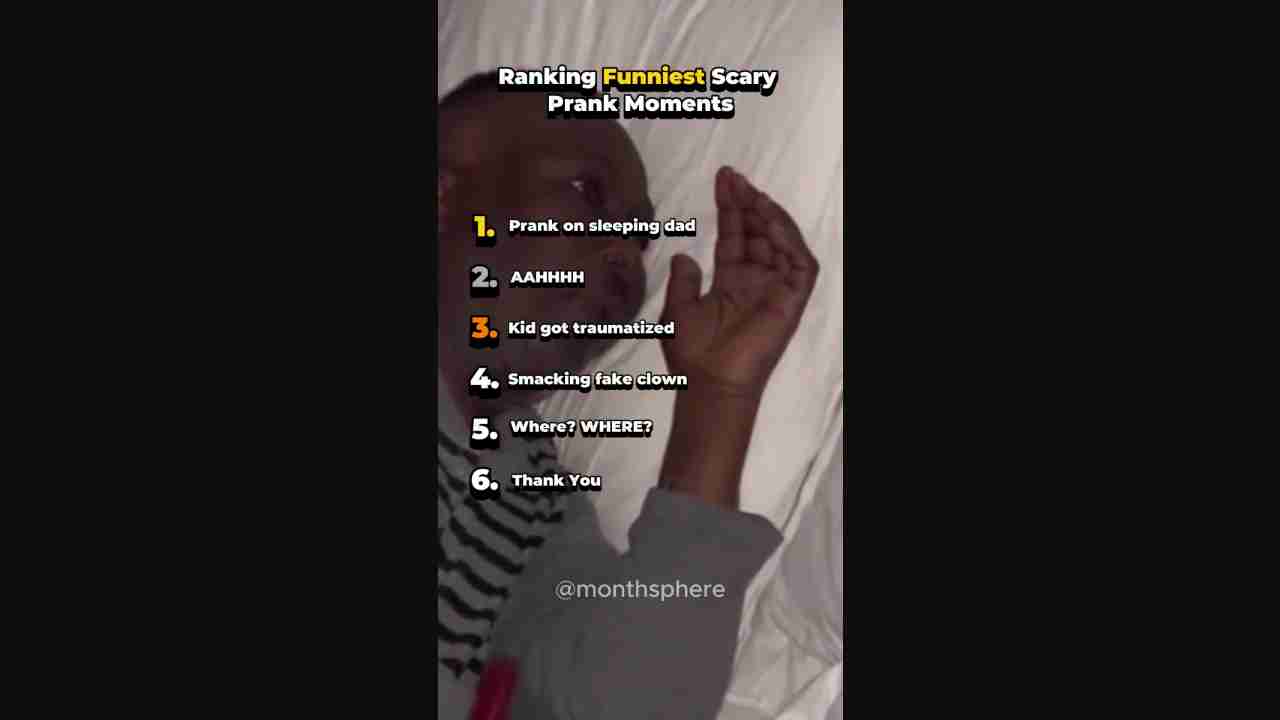 Ranking Funniest Scary
Prank Moments
1. Prank on sleeping dad
2. AAHHHH
3. Kid got traumatized
4. Smacking fake clown
5. Where? WHERE?
6. Thank You
@monthsphere